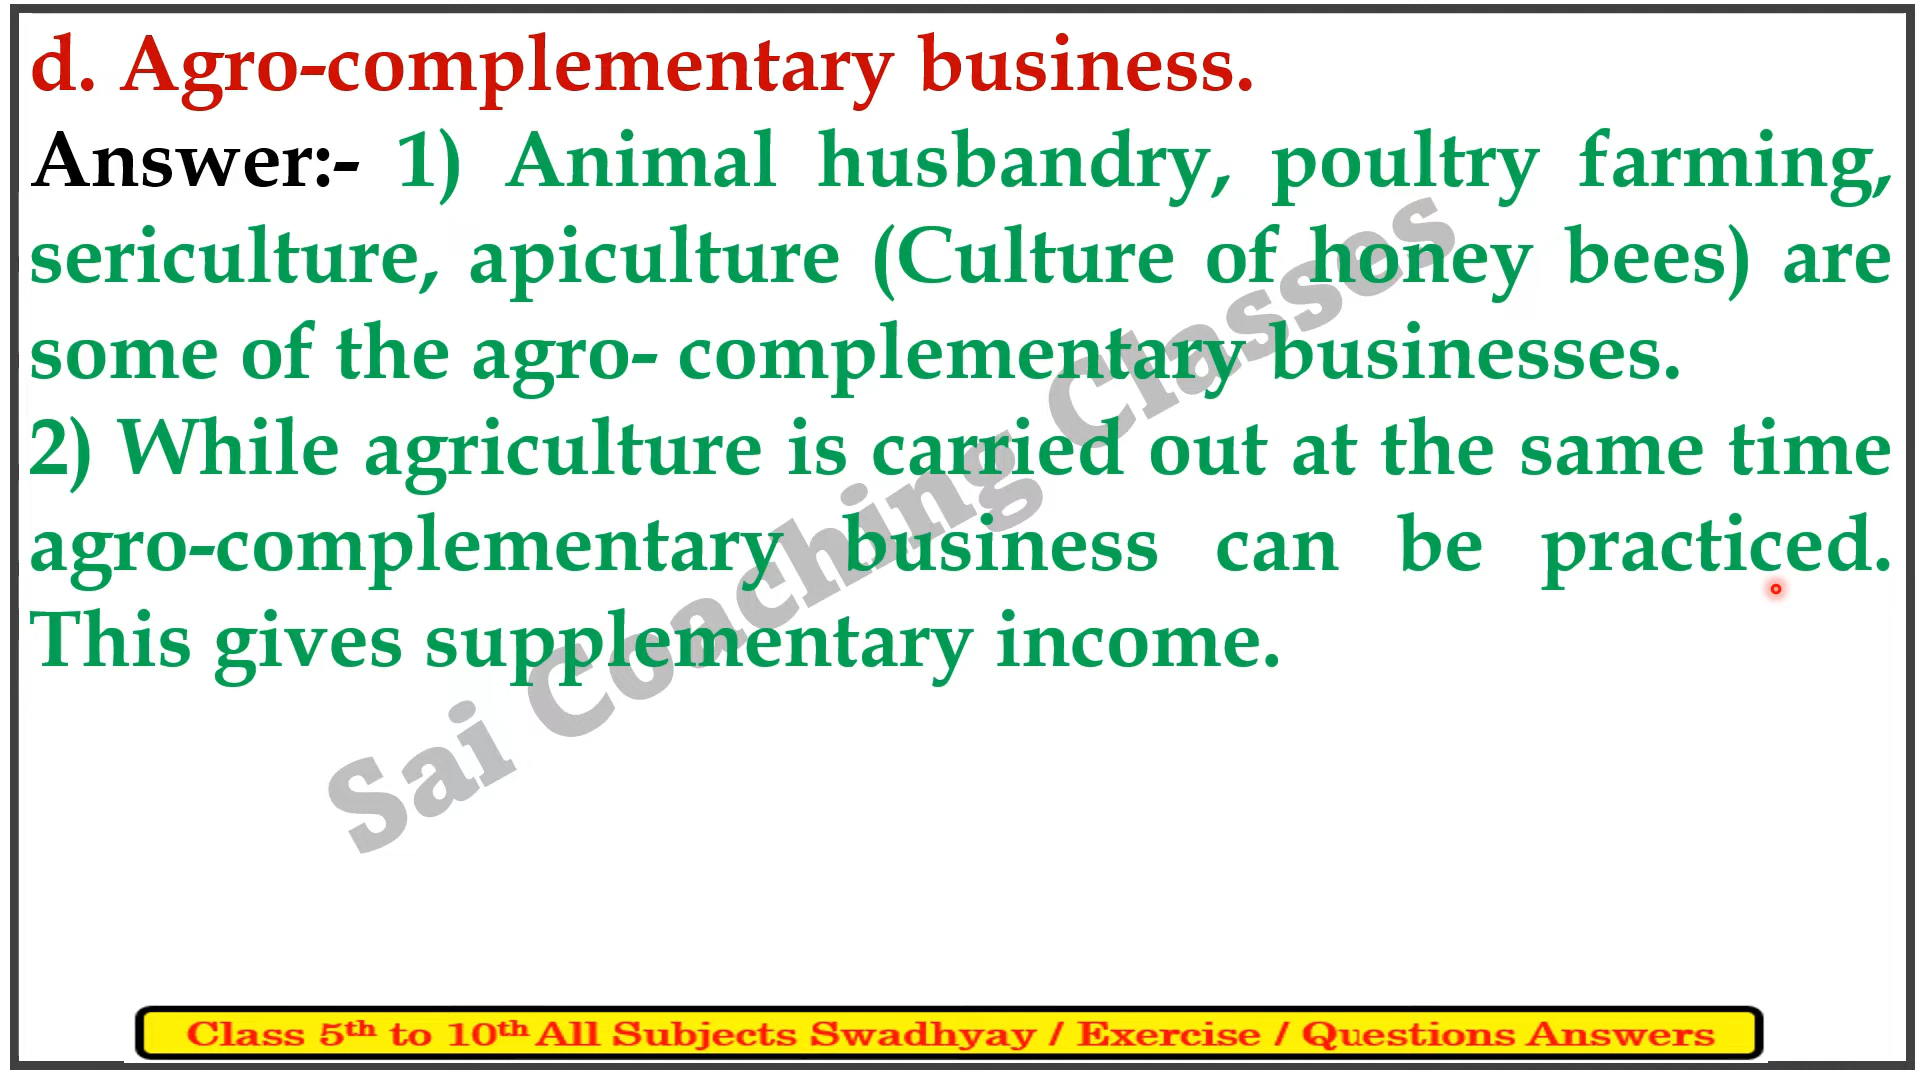 d. Agro-complementary business.
Answer:- 1) Animal husbandry, poultry farming,
sericulture, apiculture (Culture of honey bees) are
some of the agro- complementary businesses.
2) While agriculture is carried out at the same time
agro-complementary business can be practiced.
This gives supplementary income.
Sai Coaching Classes
Class 5th to 10th All Subjects Swadhyay / Exercise / Questions Answers